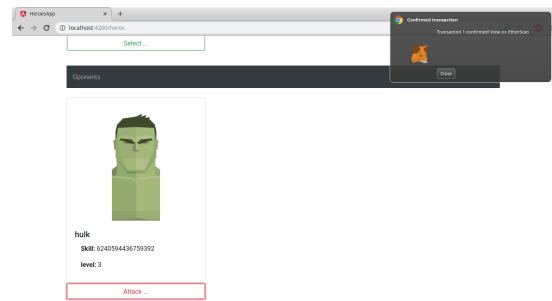 HeroesApp
localhost:4200/heros
Confirmed transaction
Transaction 1 confirmed! View on EtherScan
Close
Select ...
Oponents
hulk
Skill: 6240594436759392
level: 3
Attack ...